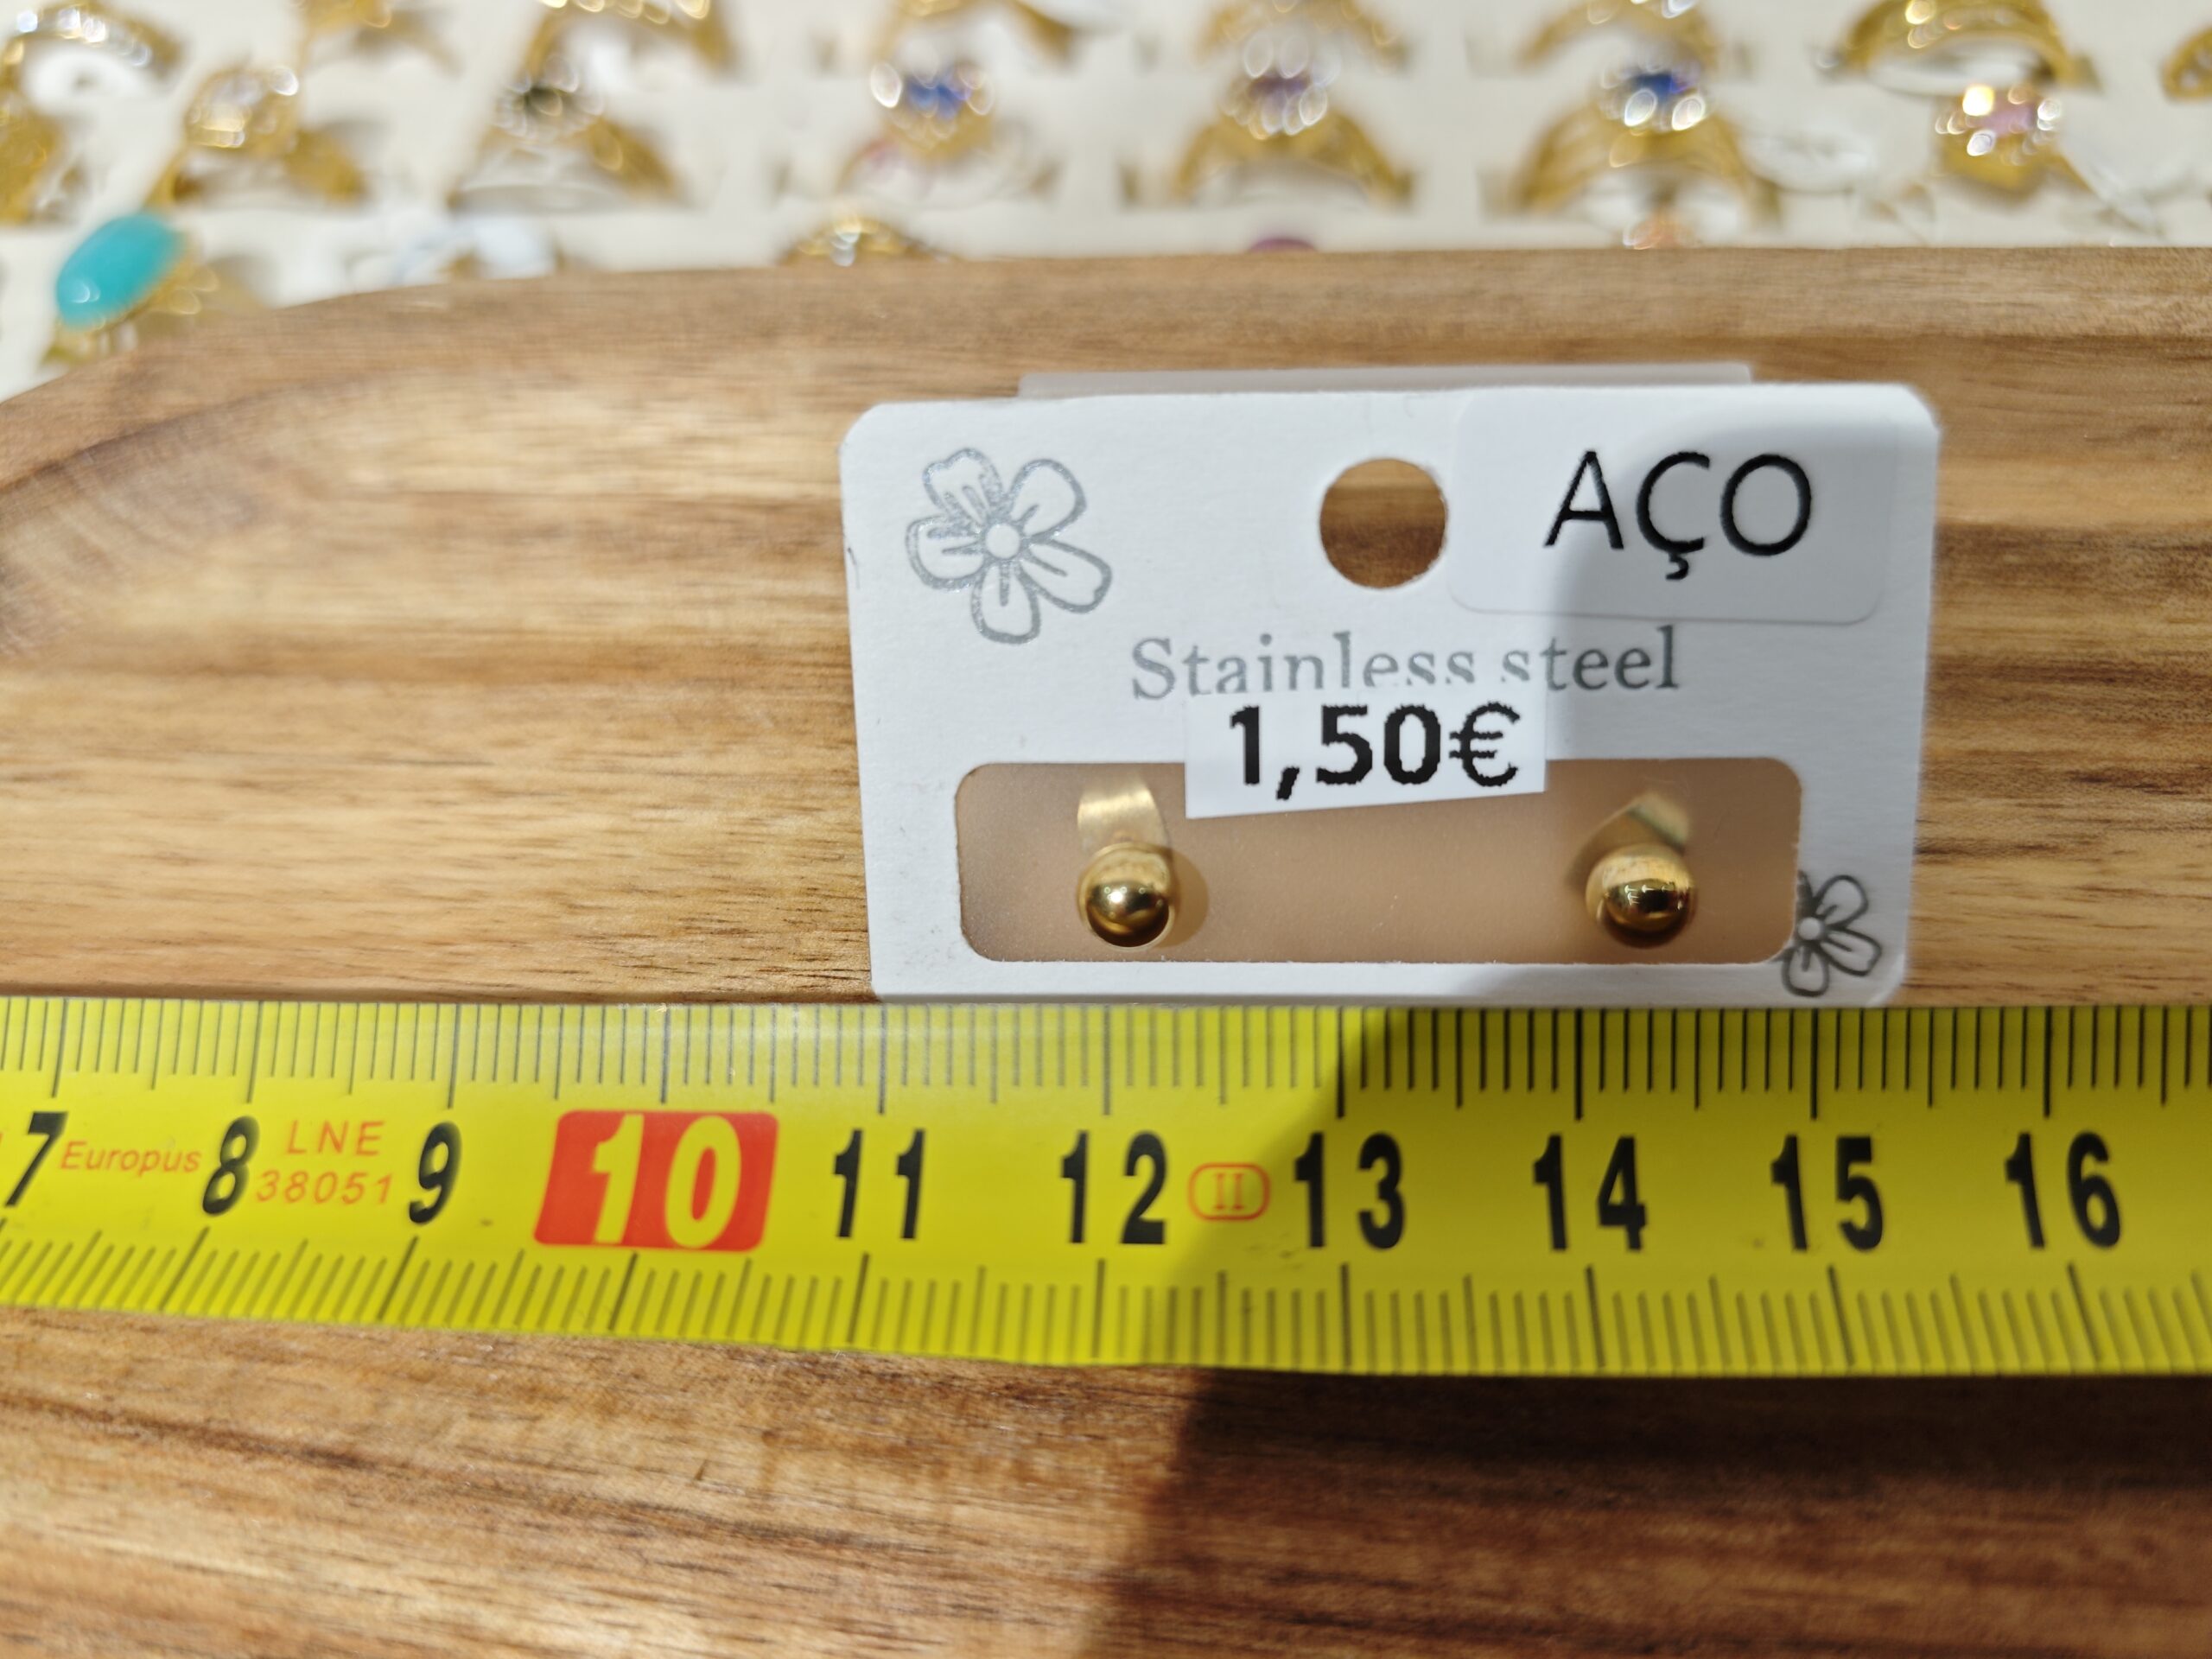 AÇO
Stainless steel
1,50€
7 Europus 8 LNE 38051 9 10 11 12 II 13 14 15 16